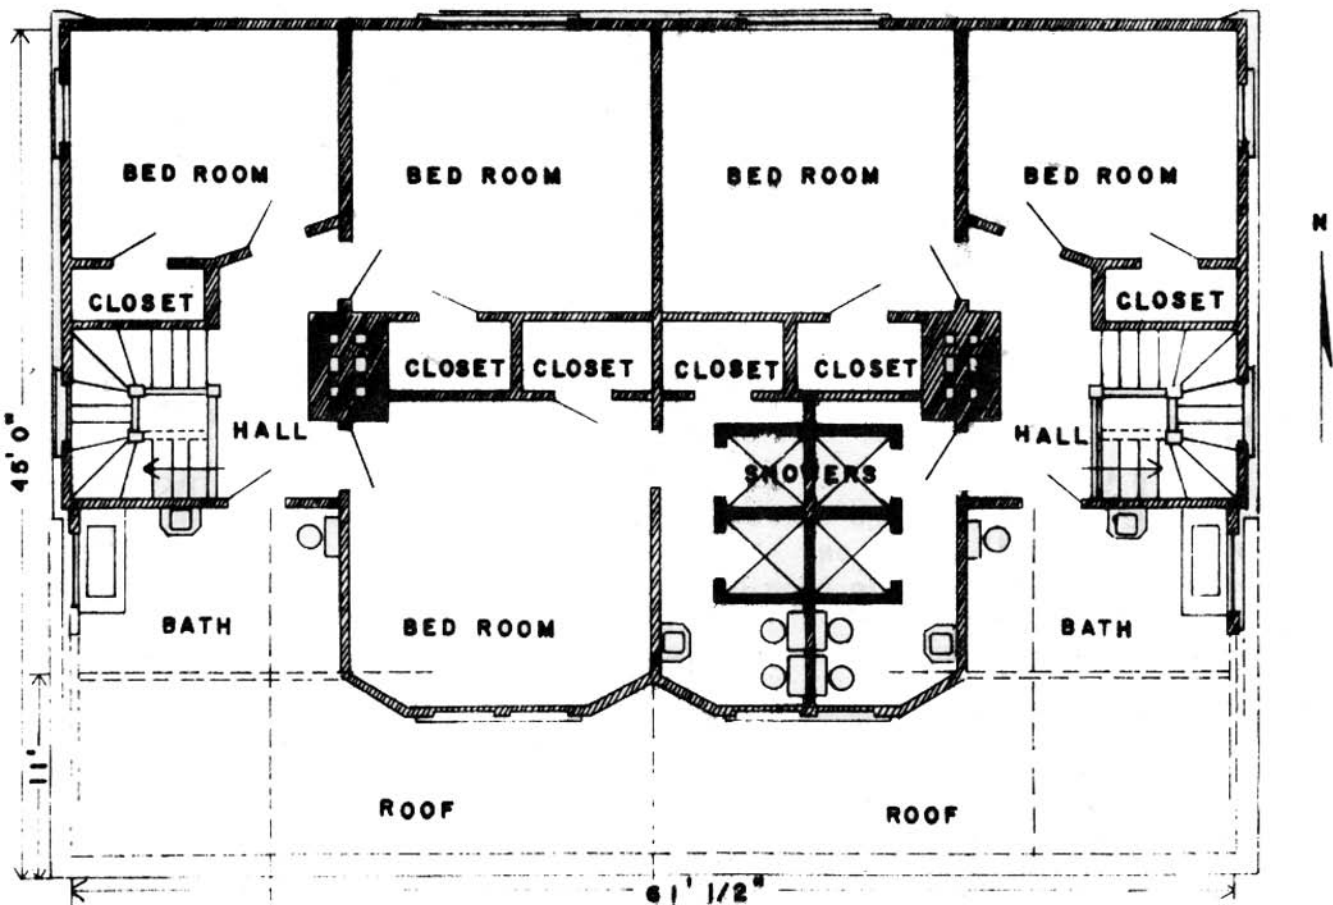 BED ROOM
BED ROOM
BED ROOM
BED ROOM
N
CLOSET
CLOSET
CLOSET
CLOSET
CLOSET
CLOSET
HALL
HALL
45'0"
SHOWERS
BATH
BED ROOM
BATH
11'
ROOF
ROOF
61' 1/2"